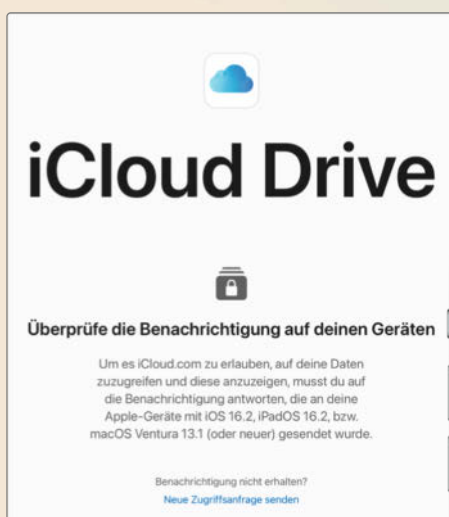 iCloud Drive
Überprüfe die Benachrichtigung auf deinen Geräten
Um es iCloud.com zu erlauben, auf deine Daten
zuzugreifen und diese anzuzeigen, musst du auf
die Benachrichtigung antworten, die an deine
Apple-Geräte mit iOS 16.2, iPadOS 16.2, bzw.
macOS Ventura 13.1 (oder neuer) gesendet wurde.
Benachrichtigung nicht erhalten?
Neue Zugriffsanfrage senden